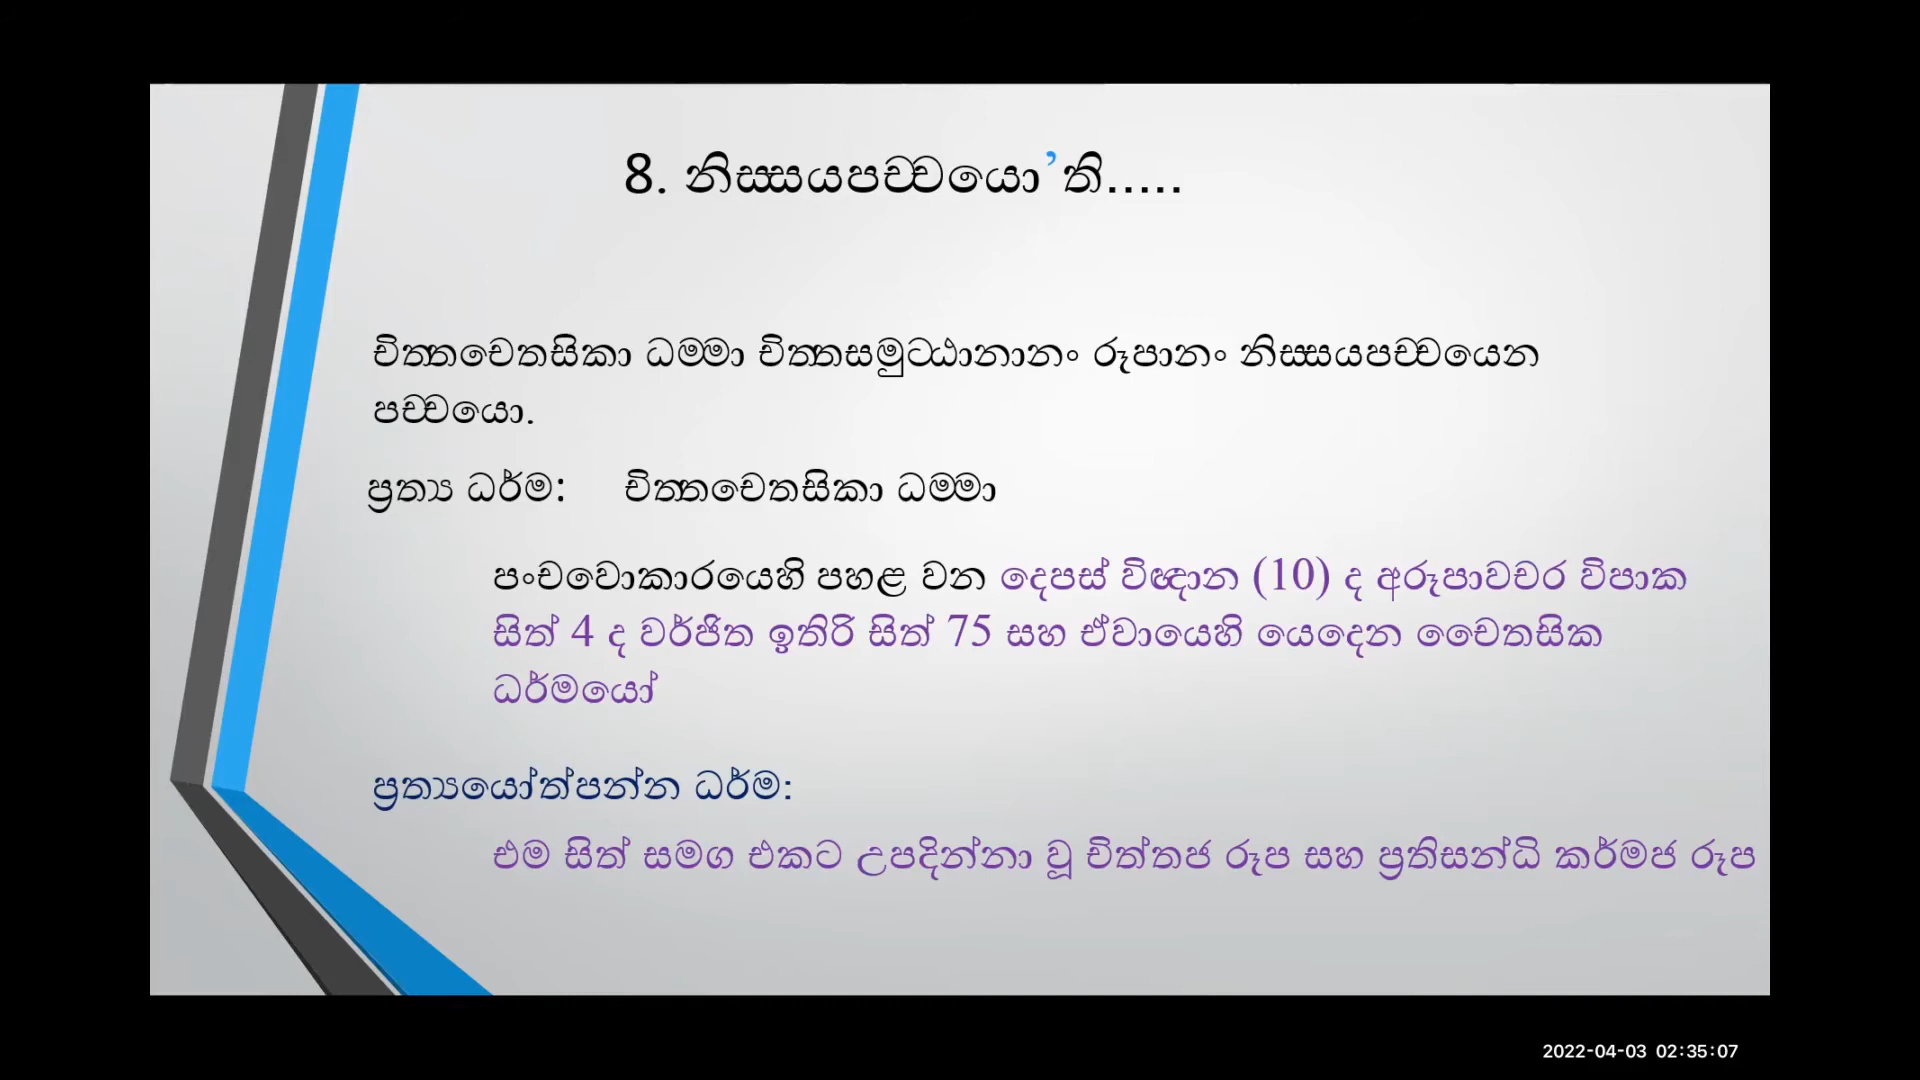 8. නිස්සයපච්චයො’ති.....
චිත්තචෙතසිකා ධම්මා චිත්තසමුට්ඨානානං රූපානං නිස්සයපච්චයෙන
පච්චයො.
ප්‍රත්‍ය ධර්ම: චිත්තචෙතසිකා ධම්මා
පංචවොකාරයෙහි පහළ වන දෙපස් විඥාන (10) ද අරූපාවචර විපාක
සිත් 4 ද වර්ජිත ඉතිරි සිත් 75 සහ ඒවායෙහි යෙදෙන චෛතසික
ධර්මයෝ
ප්‍රත්‍යයෝත්පන්න ධර්ම:
එම සිත් සමග එකට උපදින්නා වූ චිත්තජ රූප සහ ප්‍රතිසන්ධි කර්මජ රූප
2022-04-03 02:35:07